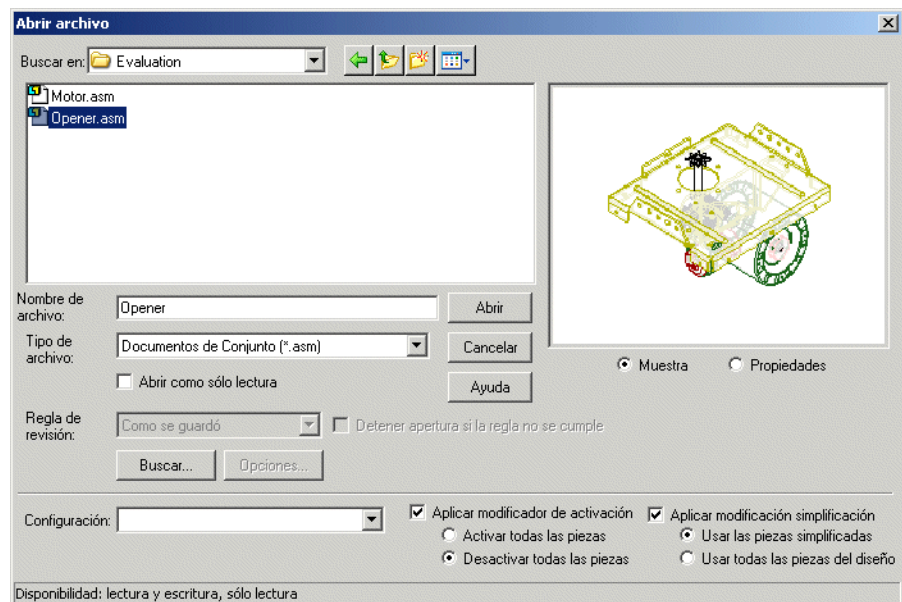 Abrir archivo
Buscar en: Evaluation
Motor.asm
Opener.asm
Nombre de
archivo:
Opener
Abrir
Tipo de
archivo:
Documentos de Conjunto (*.asm)
Cancelar
Muestra Propiedades
Abrir como sólo lectura
Ayuda
Regla de
revisión:
Como se guardó
Detener apertura si la regla no se cumple
Buscar... Opciones...
Configuración:
Aplicar modificador de activación
Activar todas las piezas
Desactivar todas las piezas
Aplicar modificación simplificación
Usar las piezas simplificadas
Usar todas las piezas del diseño
Disponibilidad: lectura y escritura, sólo lectura